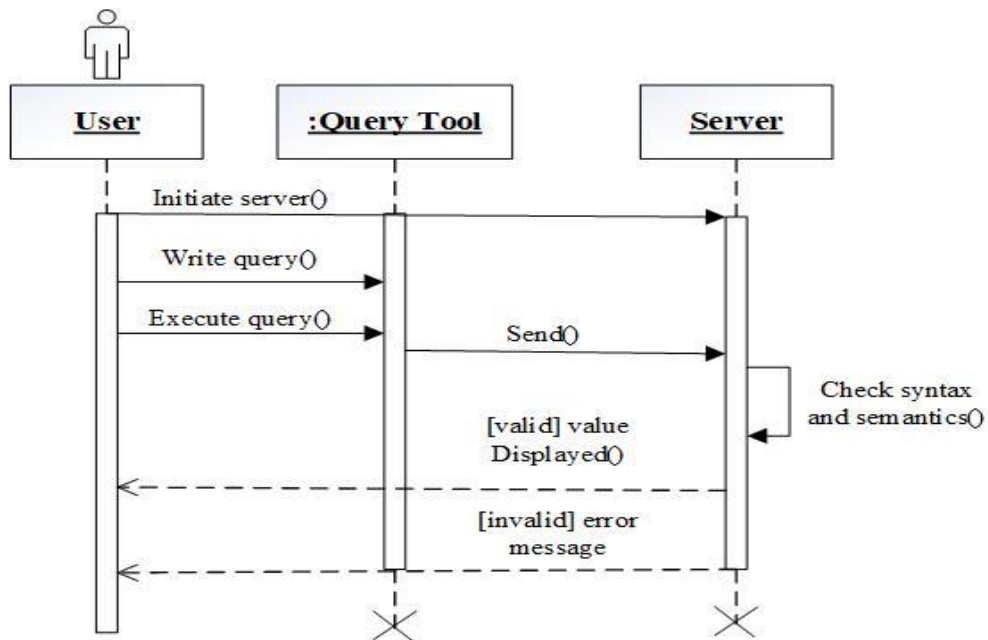 User
:Query Tool
Server
Initiate server()
Write query()
Execute query()
Send()
Check syntax
and semantics()
[valid] value
Displayed()
[invalid] error
message